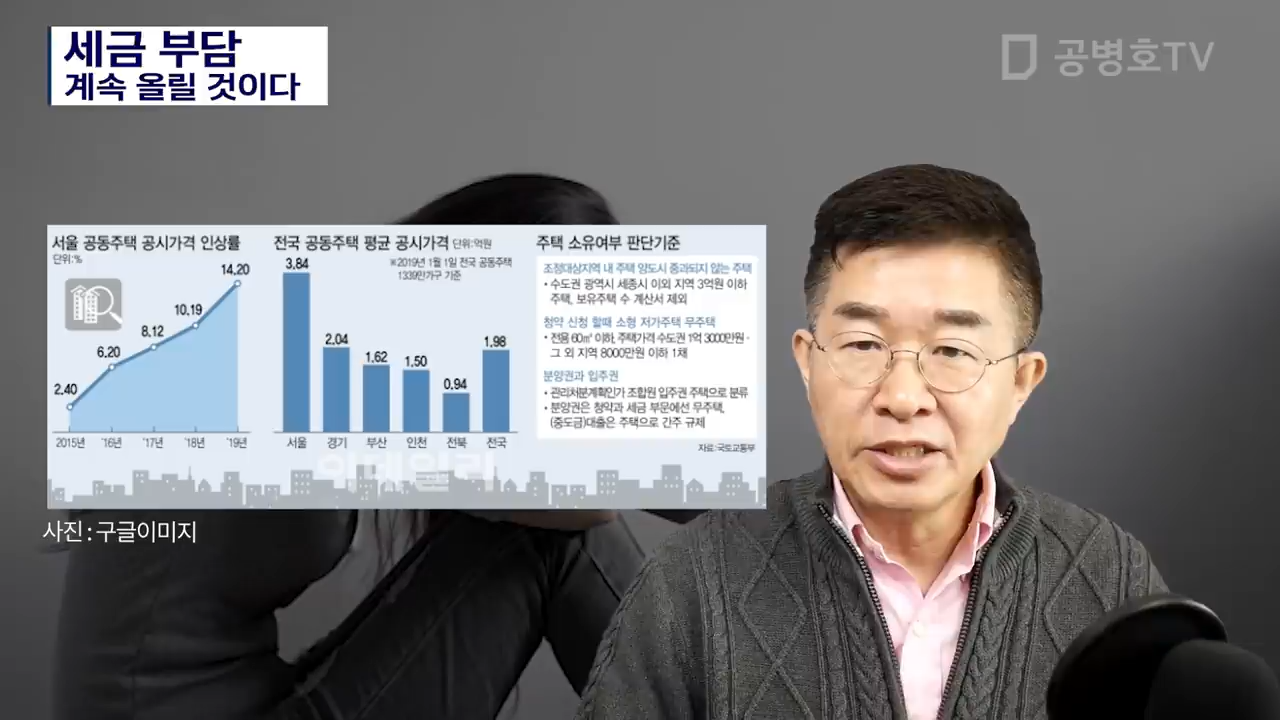 세금 부담
계속 올릴 것이다
공병호TV
서울 공동주택 공시가격 인상률
단위:%
2.40
6.20
8.12
10.19
14.20
2015년
'16년
'17년
'18년
'19년
전국 공동주택 평균 공시가격 단위:억원
※2019년 1월 1일 전국 공동주택
1339만가구 기준
3.84
2.04
1.62
1.50
0.94
1.98
서울
경기
부산
인천
전북
전국
이데일리
주택 소유여부 판단기준
조정대상지역 내 주택 양도시 중과되지 않는 주택
• 수도권 광역시 세종시 이외 지역 3억원 이하
주택, 보유주택 수 계산서 제외
청약 신청 할때 소형 저가주택 무주택
• 전용 60㎡ 이하, 주택가격 수도권 1억 3000만원·
그 외 지역 8000만원 이하 1채
분양권과 입주권
• 관리처분계획인가 조합원 입주권 주택으로 분류
• 분양권은 청약과 세금 부문에선 무주택,
(중도금)대출은 주택으로 간주 규제
자료:국토교통부
사진 : 구글이미지